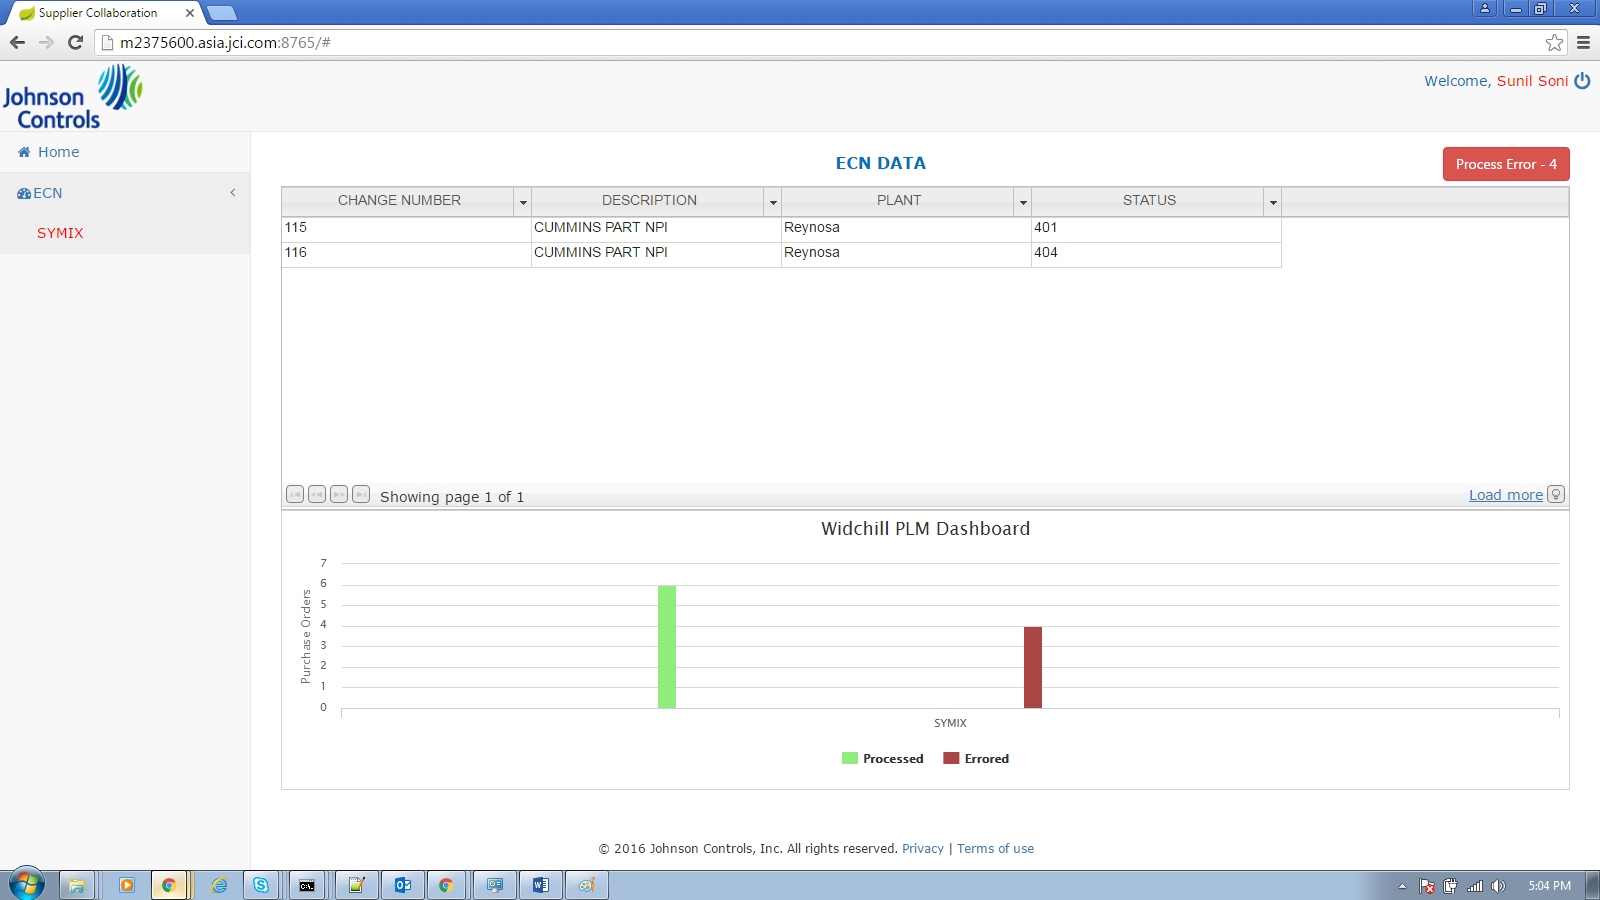 Supplier Collaboration
m2375600.asia.jci.com:8765/#
Johnson Controls
Welcome, Sunil Soni
Home
ECN
SYMIX
ECN DATA
Process Error - 4
CHANGE NUMBER DESCRIPTION PLANT STATUS
115 CUMMINS PART NPI Reynosa 401
116 CUMMINS PART NPI Reynosa 404
Showing page 1 of 1
Load more
Widchill PLM Dashboard
Purchase Orders
7
6
5
4
3
2
1
0
SYMIX
Processed Errored
© 2016 Johnson Controls, Inc. All rights reserved. Privacy | Terms of use
5:04 PM